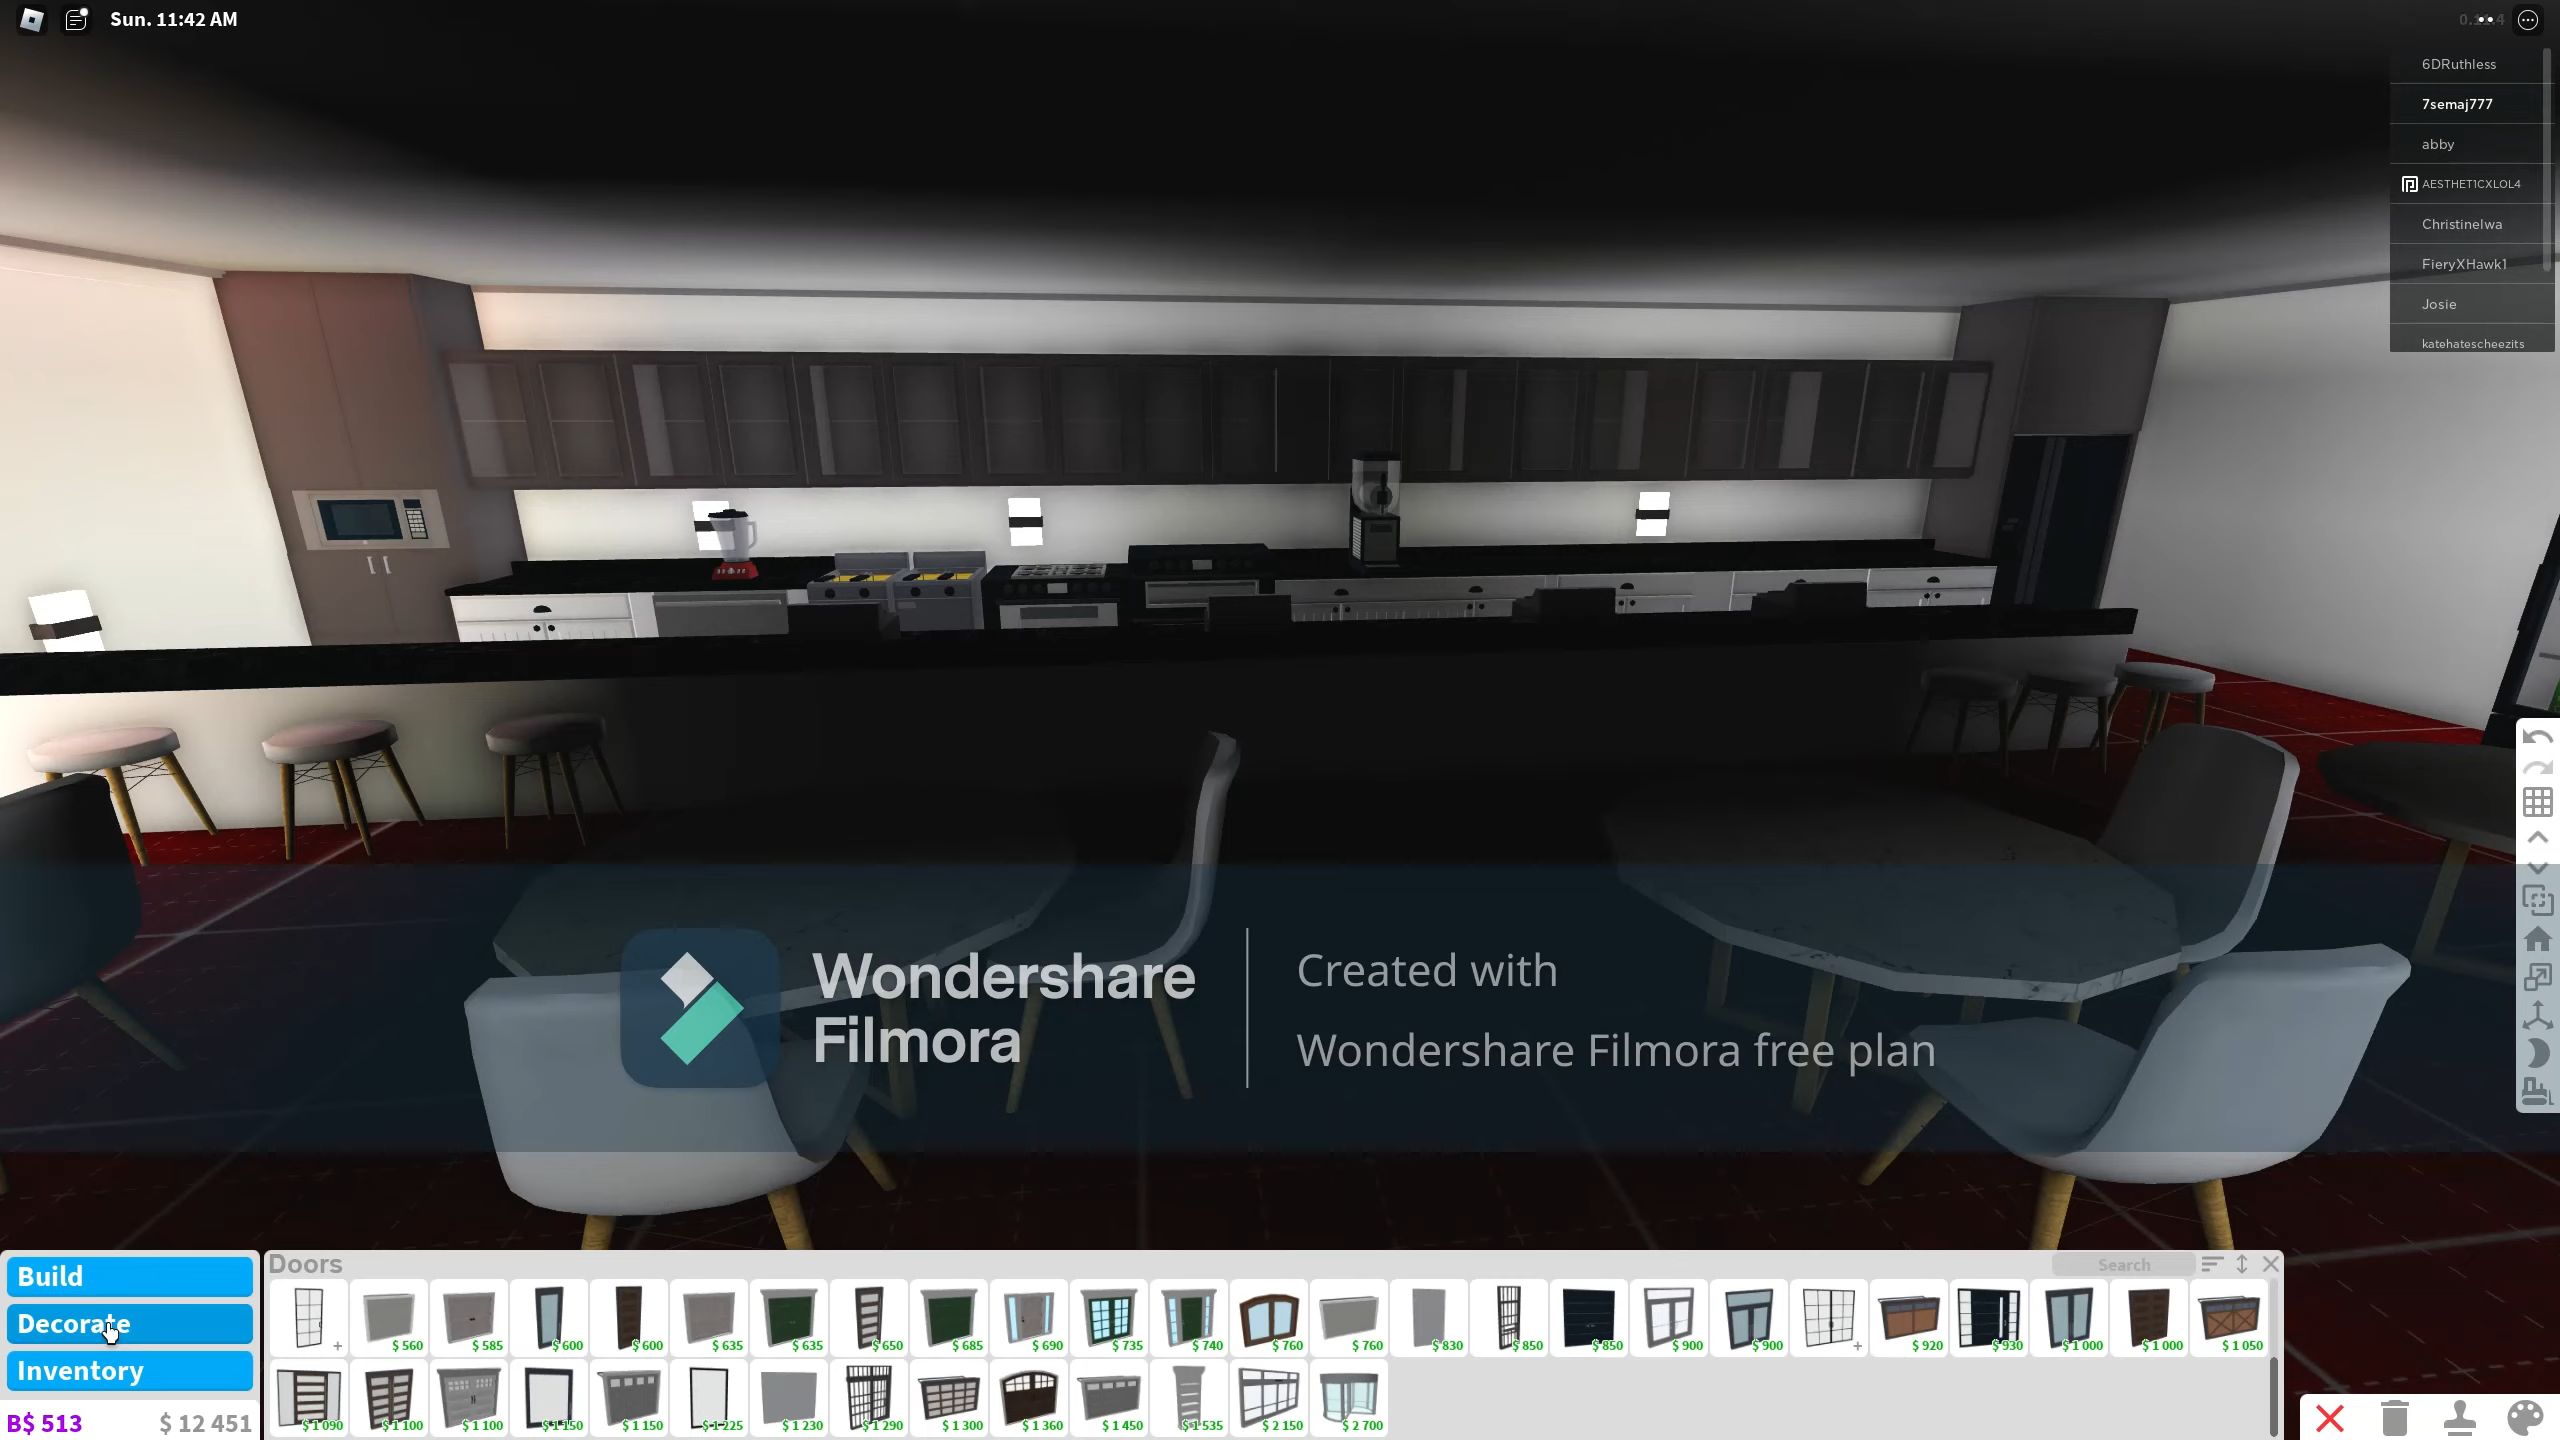 Sun. 11:42 AM
6DRuthless
7semaj777
abby
AESTHET1CXLOL4
Christinelwa
FieryXHawk1
Josie
katehatescheezits
Wondershare
Filmora
Created with
Wondershare Filmora free plan
Build
Decorate
Inventory
B$ 513
$ 12 451
Doors
Search
+ $ 560 $ 585 $ 600 $ 600 $ 635 $ 635 $ 650 $ 685 $ 690 $ 735 $ 740 $ 760 $ 760 $ 830 $ 850 $ 850 $ 900 $ 900 + $ 920 $ 930 $ 1 000 $ 1 000 $ 1 050
$ 1 090 $ 1 100 $ 1 100 $ 1 150 $ 1 150 $ 1 225 $ 1 230 $ 1 290 $ 1 300 $ 1 360 $ 1 450 $ 1 535 $ 2 150 $ 2 700